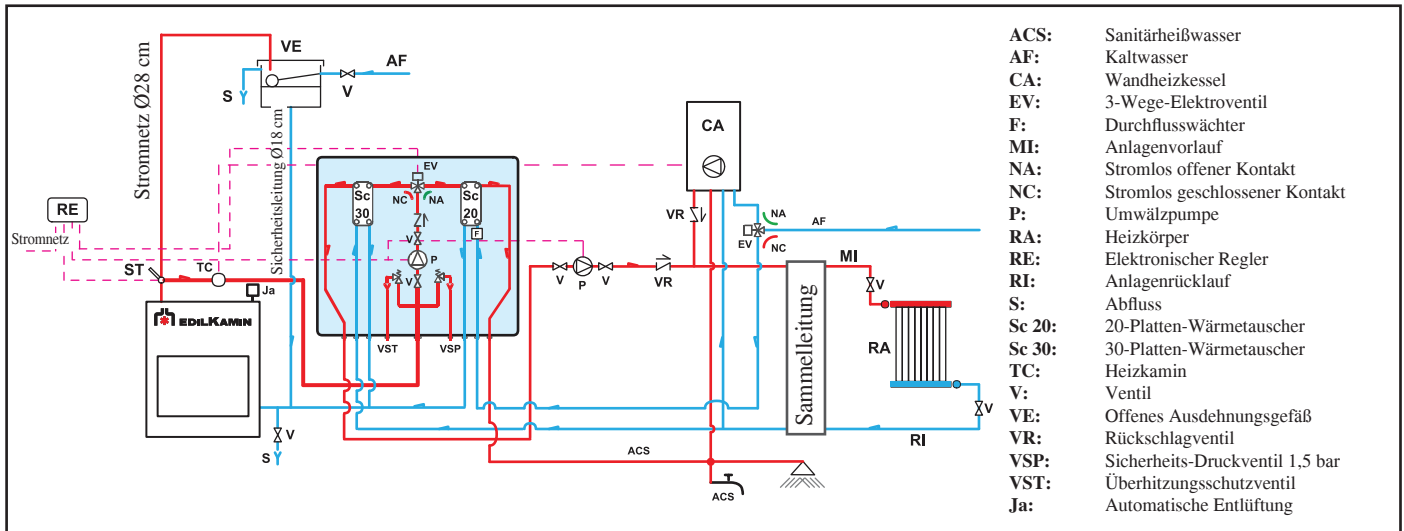 VE
AF
S
V
Stromnetz Ø28 cm
Sicherheitsleitung Ø18 cm
RE
Stromnetz
ST
TC
Ja
EDILKAMIN
V
S
EV
Sc
30
NC
NA
Sc
20
F
V
P
V
VST
VSP
CA
VR
NA
EV
NC
AF
V
P
V
VR
MI
V
Sammelleitung
RA
V
RI
ACS
ACS
ACS: Sanitärheißwasser
AF: Kaltwasser
CA: Wandheizkessel
EV: 3-Wege-Elektroventil
F: Durchflusswächter
MI: Anlagenvorlauf
NA: Stromlos offener Kontakt
NC: Stromlos geschlossener Kontakt
P: Umwälzpumpe
RA: Heizkörper
RE: Elektronischer Regler
RI: Anlagenrücklauf
S: Abfluss
Sc 20: 20-Platten-Wärmetauscher
Sc 30: 30-Platten-Wärmetauscher
TC: Heizkamin
V: Ventil
VE: Offenes Ausdehnungsgefäß
VR: Rückschlagventil
VSP: Sicherheits-Druckventil 1,5 bar
VST: Überhitzungsschutzventil
Ja: Automatische Entlüftung